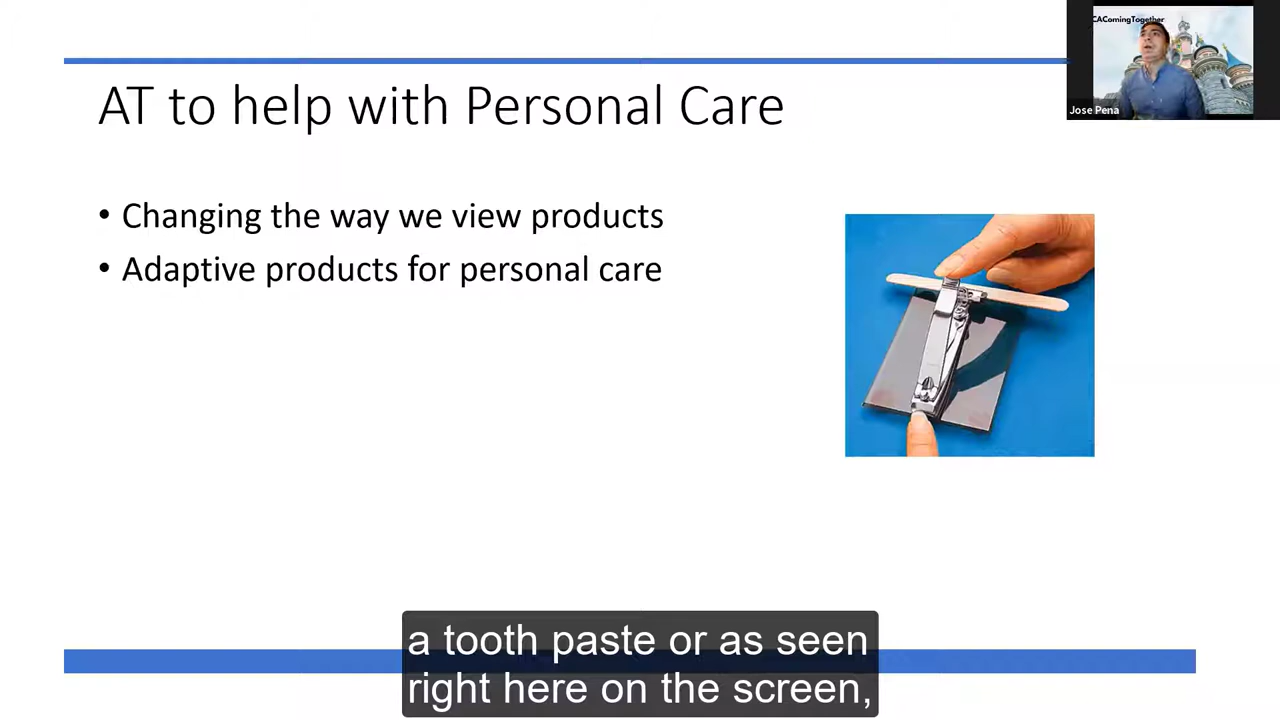 CAComingTogether
Jose Pena
AT to help with Personal Care
• Changing the way we view products
• Adaptive products for personal care
a tooth paste or as seen
right here on the screen,